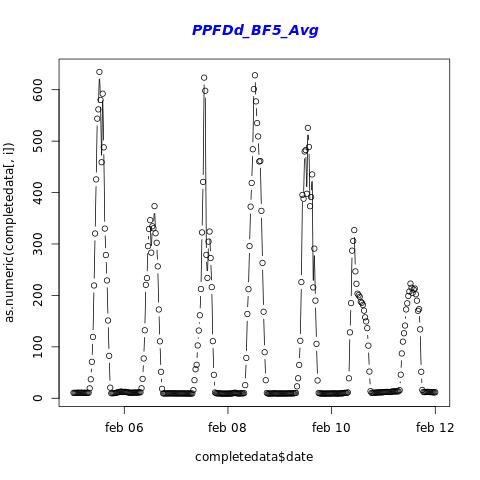 PPFDd_BF5_Avg
as.numeric(completedata[, i])
600
500
400
300
200
100
0
feb 06
feb 08
feb 10
feb 12
completedata$date